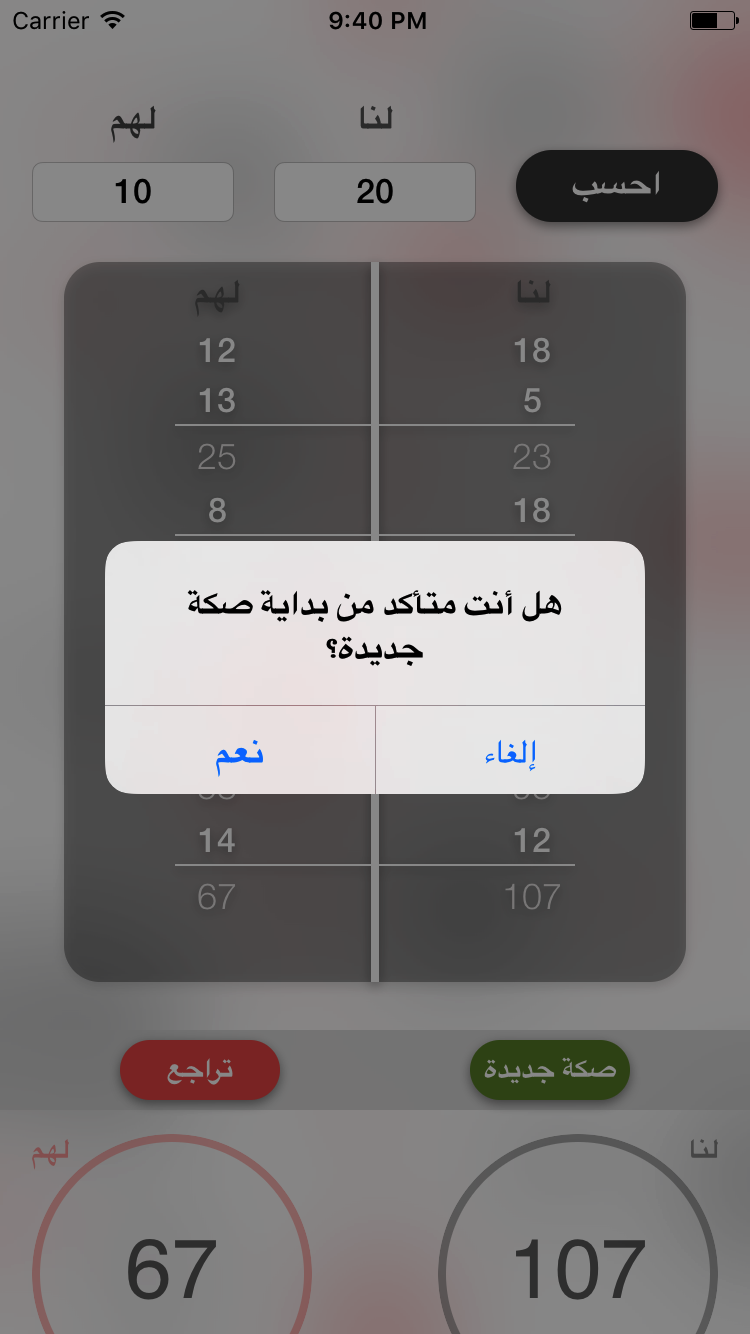 Carrier 9:40 PM
لنا لهم
احسب 20 10
لنا لهم
18 12
5 13
23 25
18 8
هل أنت متأكد من بداية صكة
جديدة؟
إلغاء نعم
12 14
107 67
صكة جديدة تراجع
لنا لهم
107 67